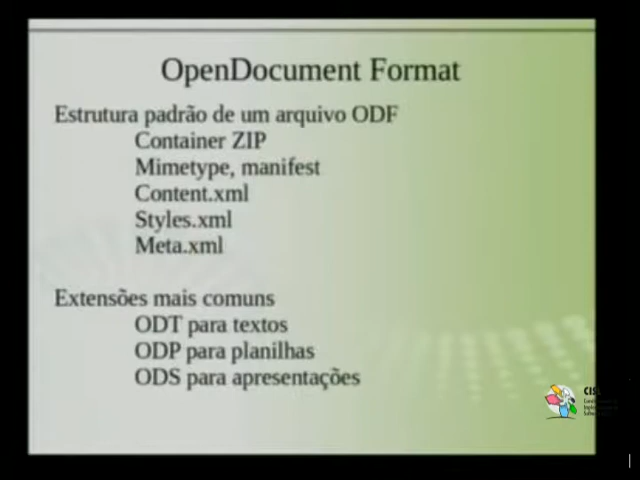 OpenDocument Format
Estrutura padrão de um arquivo ODF
Container ZIP
Mimetype, manifest
Content.xml
Styles.xml
Meta.xml
Extensões mais comuns
ODT para textos
ODP para planilhas
ODS para apresentações